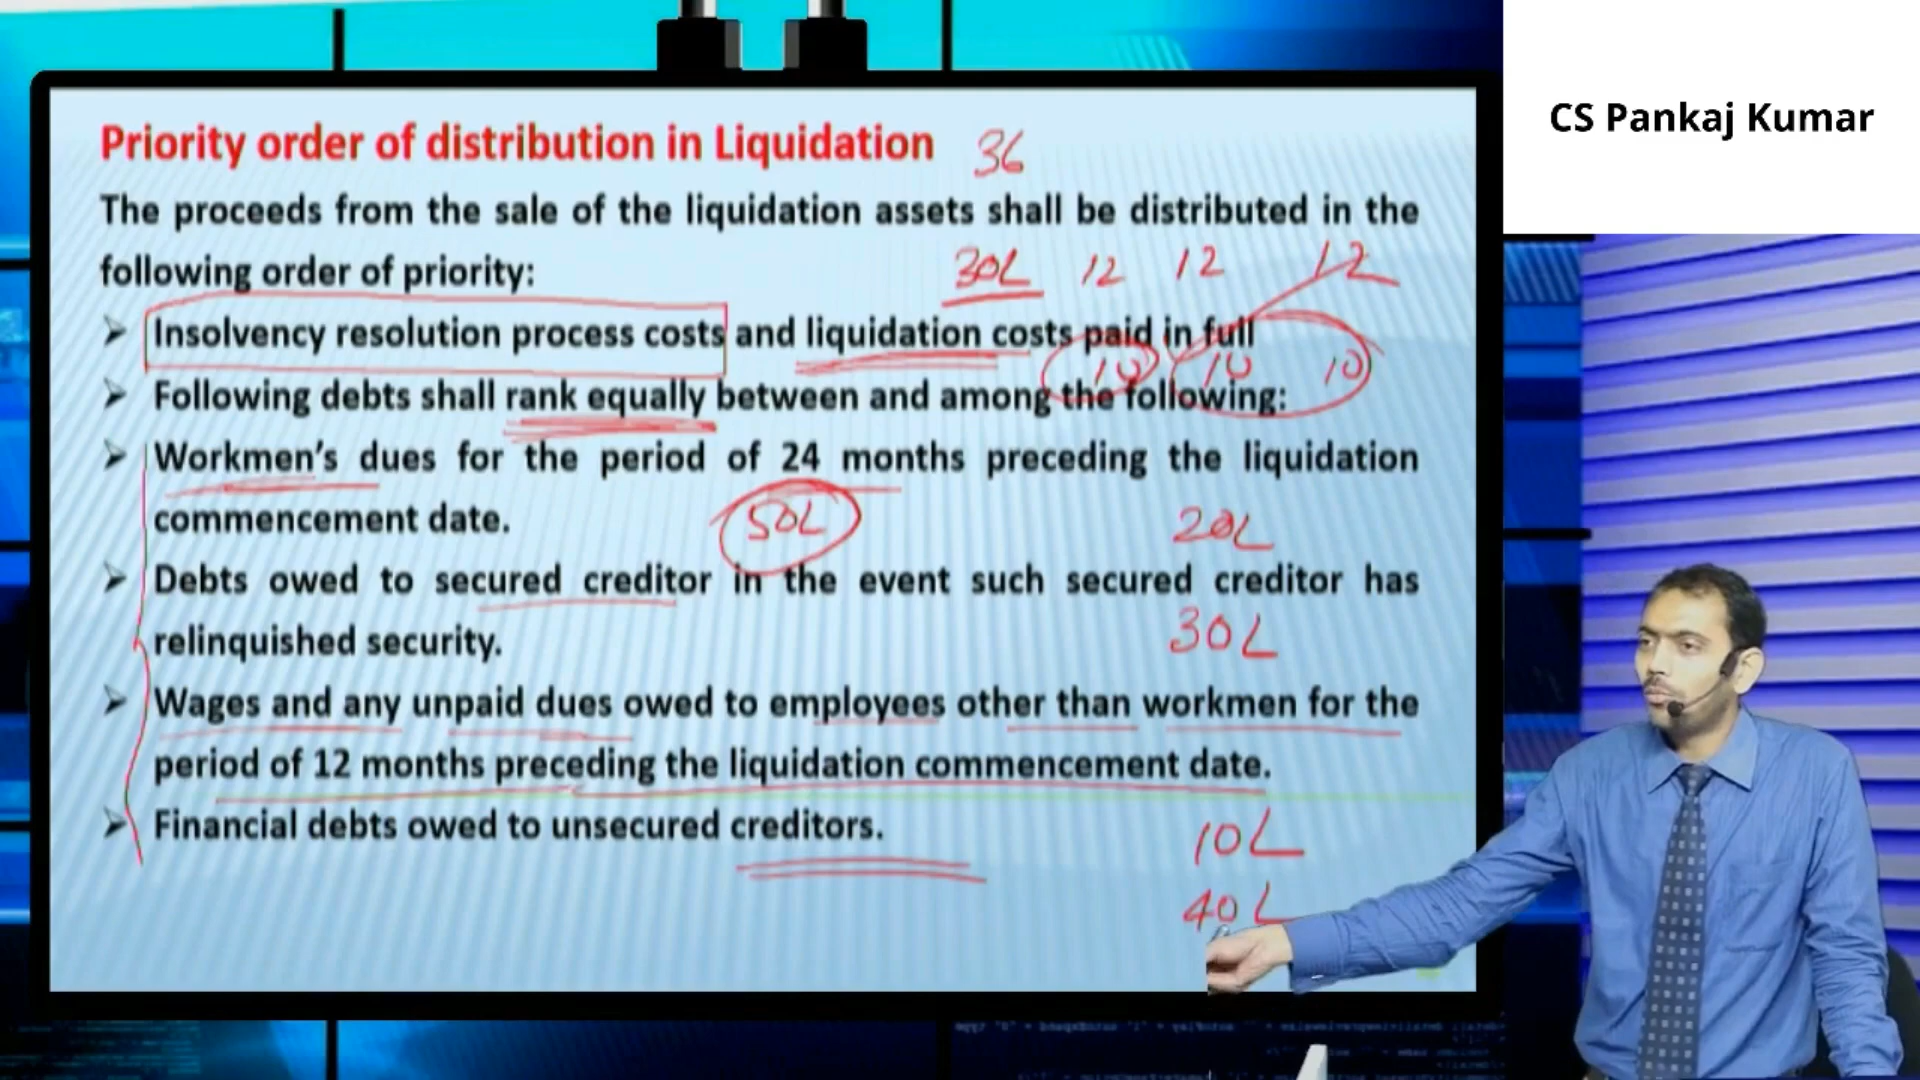 CS Pankaj Kumar
Priority order of distribution in Liquidation 36
The proceeds from the sale of the liquidation assets shall be distributed in the
following order of priority: 30L 12 12 12
➤ Insolvency resolution process costs and liquidation costs paid in full
10 10 10
➤ Following debts shall rank equally between and among the following:
➤ Workmen’s dues for the period of 24 months preceding the liquidation
commencement date. 50L 20L
➤ Debts owed to secured creditor in the event such secured creditor has
relinquished security. 30L
➤ Wages and any unpaid dues owed to employees other than workmen for the
period of 12 months preceding the liquidation commencement date.
➤ Financial debts owed to unsecured creditors. 10L
40L